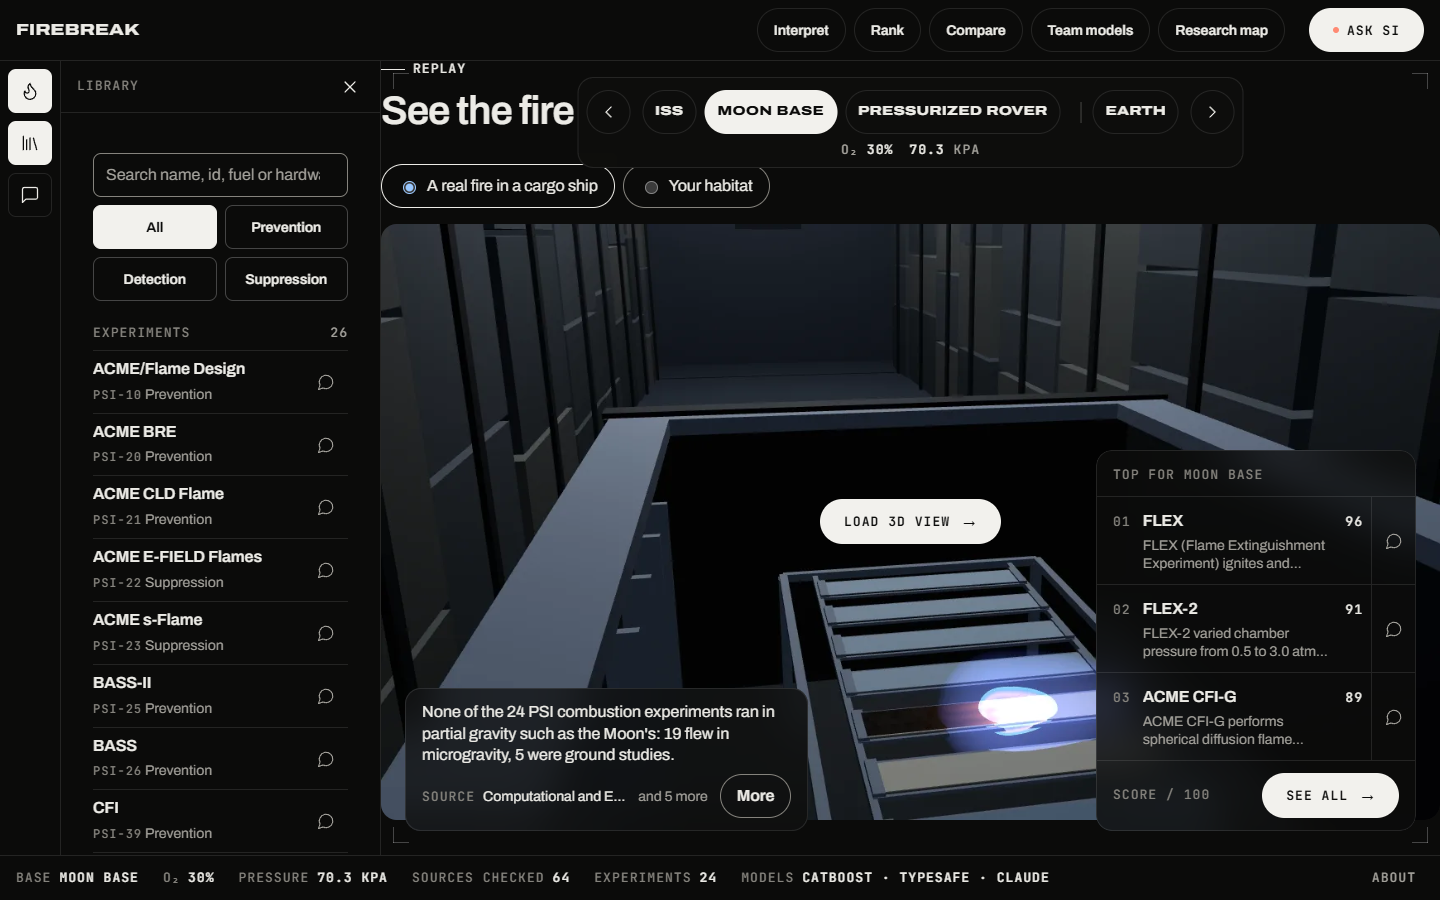 FIREBREAK
Interpret
Rank
Compare
Team models
Research map
ASK SI
LIBRARY
Search name, id, fuel or hardwa
All
Prevention
Detection
Suppression
EXPERIMENTS 26
ACME/Flame Design
PSI-10 Prevention
ACME BRE
PSI-20 Prevention
ACME CLD Flame
PSI-21 Prevention
ACME E-FIELD Flames
PSI-22 Suppression
ACME s-Flame
PSI-23 Suppression
BASS-II
PSI-25 Prevention
BASS
PSI-26 Prevention
CFI
PSI-39 Prevention
REPLAY
See the fire
ISS
MOON BASE
PRESSURIZED ROVER
EARTH
O₂ 30% 70.3 KPA
A real fire in a cargo ship
Your habitat
LOAD 3D VIEW →
None of the 24 PSI combustion experiments ran in
partial gravity such as the Moon's: 19 flew in
microgravity, 5 were ground studies.
SOURCE Computational and E... and 5 more
More
TOP FOR MOON BASE
01 FLEX 96
FLEX (Flame Extinguishment
Experiment) ignites and...
02 FLEX-2 91
FLEX-2 varied chamber
pressure from 0.5 to 3.0 atm...
03 ACME CFI-G 89
ACME CFI-G performs
spherical diffusion flame...
SCORE / 100
SEE ALL →
BASE MOON BASE O₂ 30% PRESSURE 70.3 KPA SOURCES CHECKED 64 EXPERIMENTS 24 MODELS CATBOOST · TYPESAFE · CLAUDE ABOUT